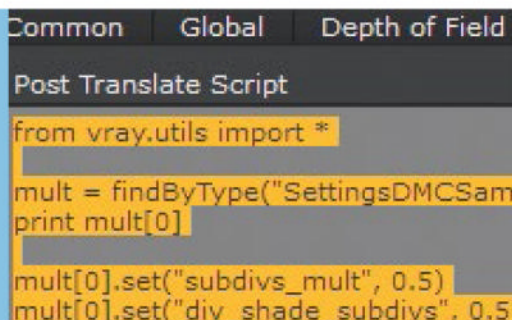 Common Global Depth of Field
Post Translate Script
from vray.utils import *
mult = findByType("SettingsDMCSam
print mult[0]
mult[0].set("subdivs_mult", 0.5)
mult[0].set("div_shade_subdivs", 0.5